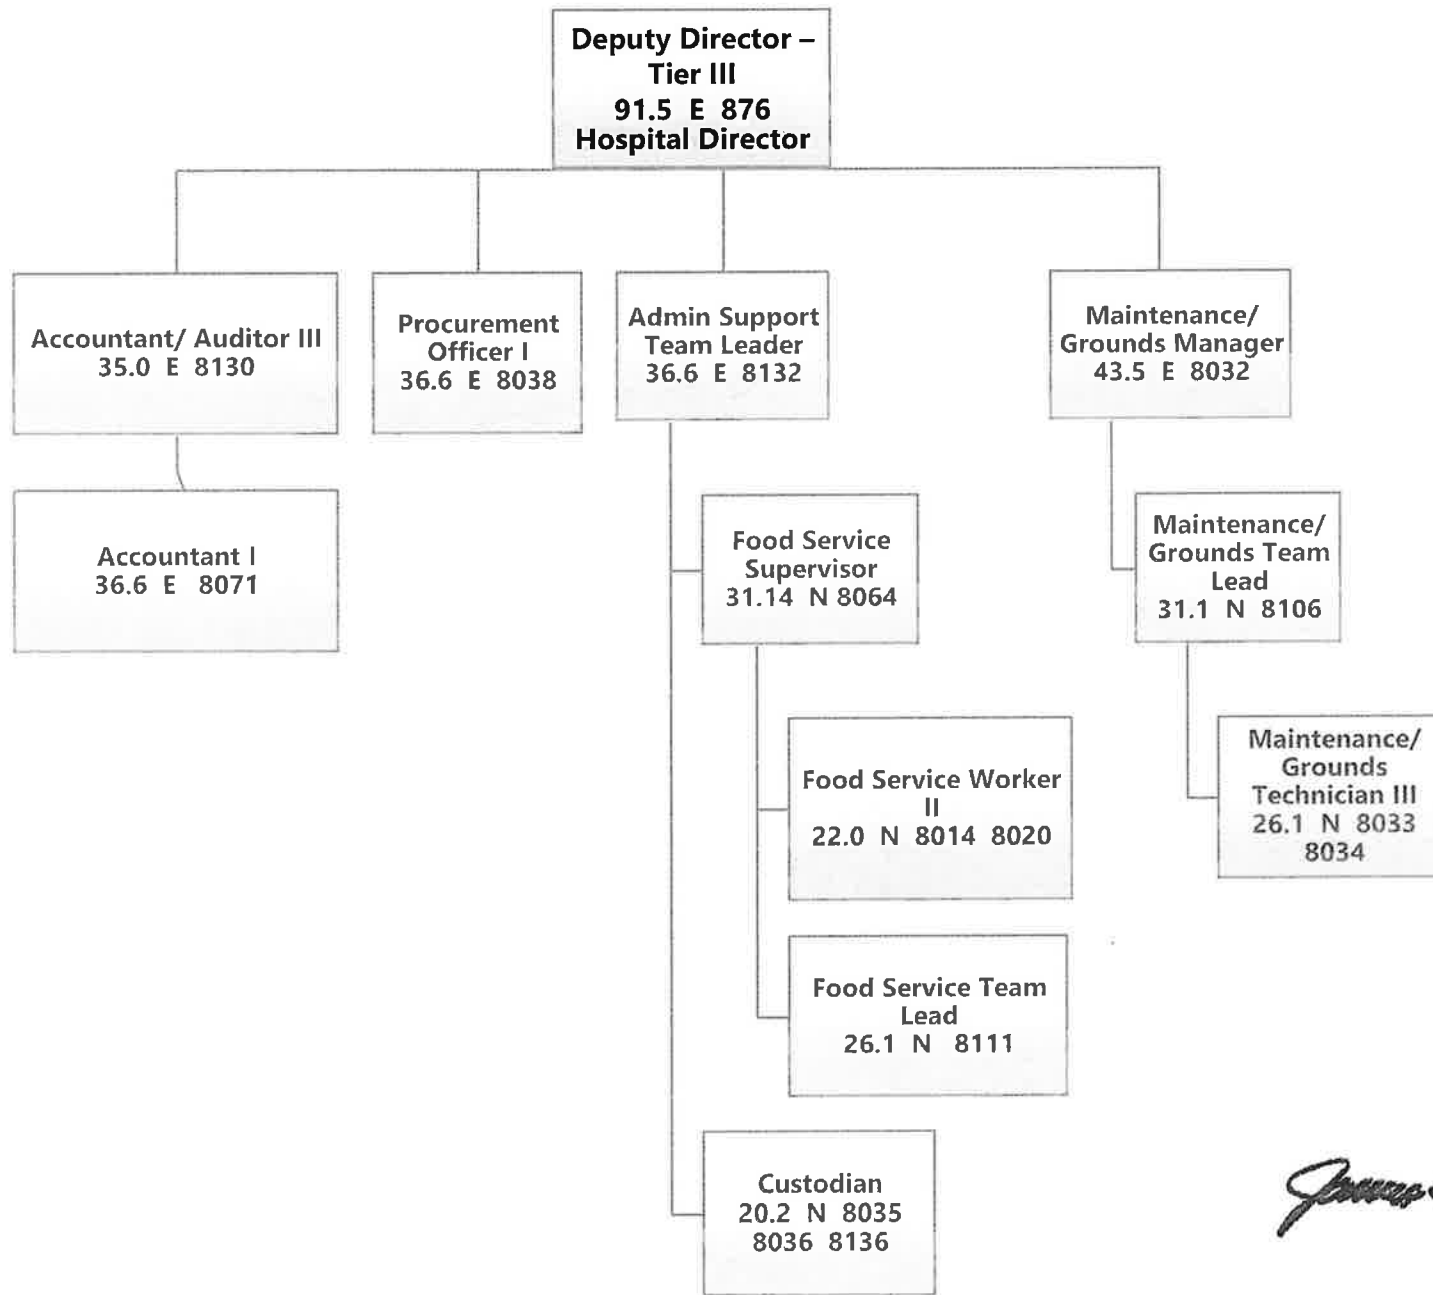 Deputy Director –
Tier III
91.5 E 876
Hospital Director
Accountant/ Auditor III
35.0 E 8130
Procurement
Officer I
36.6 E 8038
Admin Support
Team Leader
36.6 E 8132
Maintenance/
Grounds Manager
43.5 E 8032
Accountant I
36.6 E 8071
Food Service
Supervisor
31.14 N 8064
Maintenance/
Grounds Team
Lead
31.1 N 8106
Food Service Worker
II
22.0 N 8014 8020
Maintenance/
Grounds
Technician III
26.1 N 8033
8034
Food Service Team
Lead
26.1 N 8111
Custodian
20.2 N 8035
8036 8136